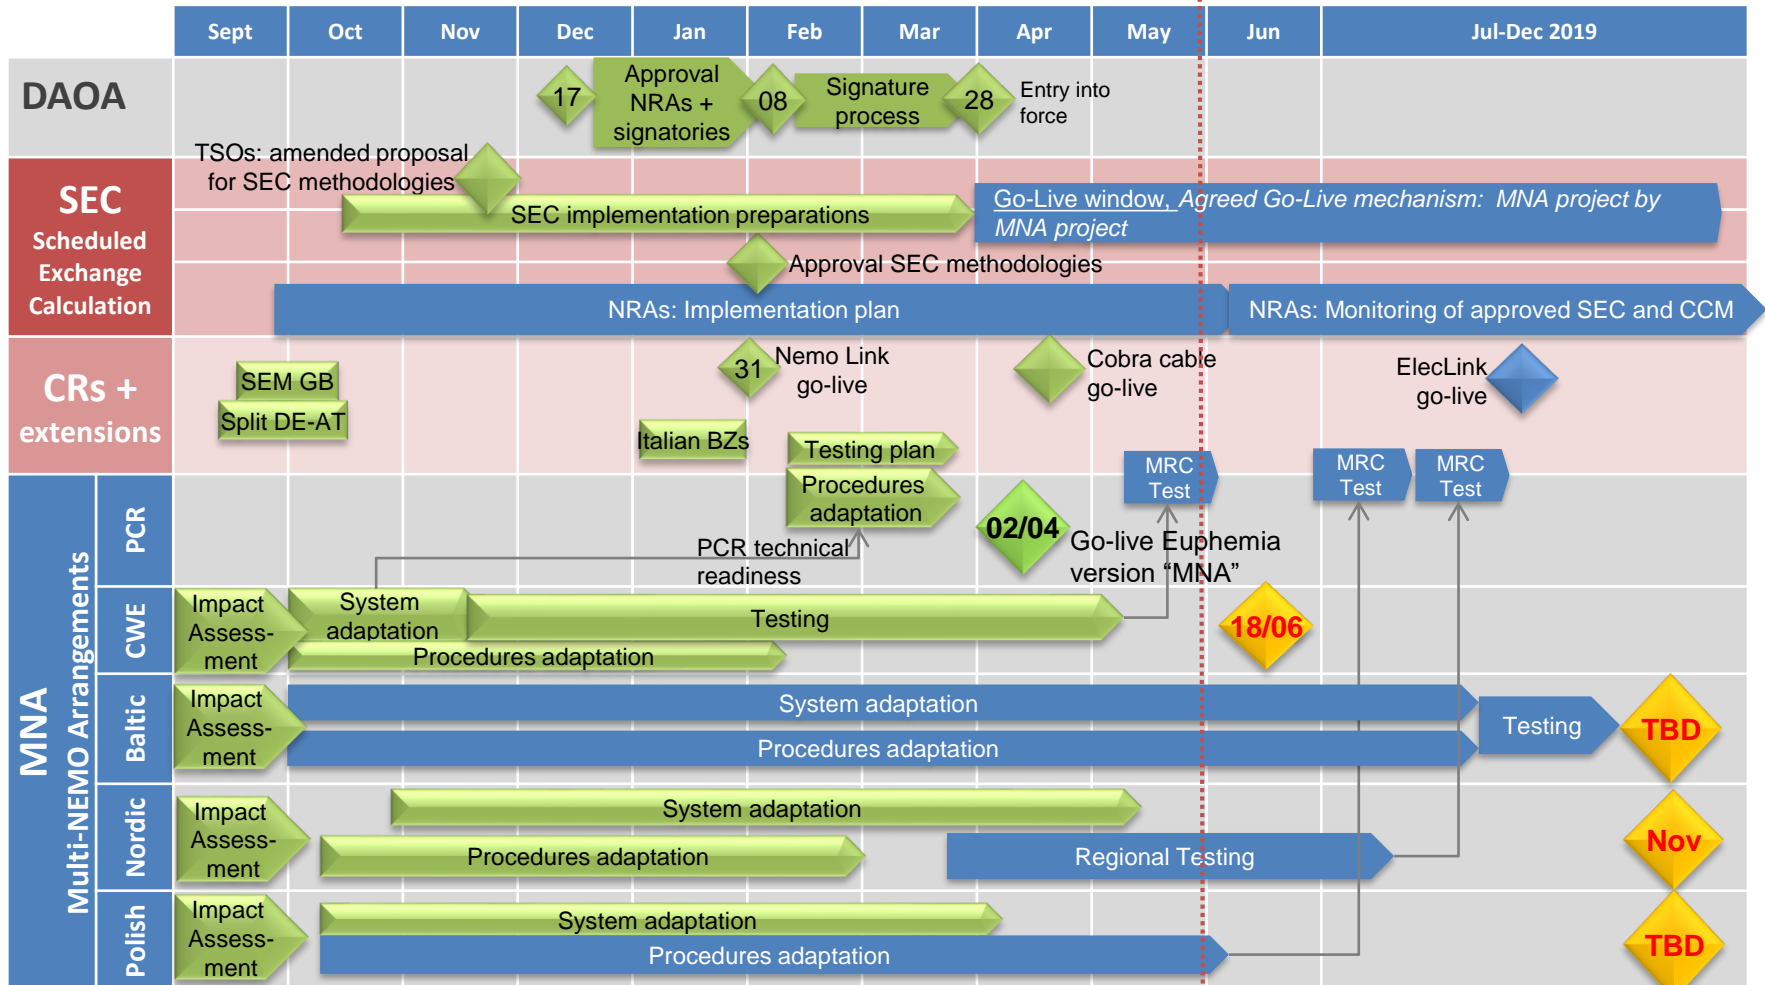 Sept Oct Nov Dec Jan Feb Mar Apr May Jun Jul-Dec 2019
DAOA
17
Approval
NRAs +
signatories
08
Signature
process
28
Entry into
force
SEC
Scheduled
Exchange
Calculation
TSOs: amended proposal
for SEC methodologies
SEC implementation preparations
Go-Live window, Agreed Go-Live mechanism: MNA project by
MNA project
Approval SEC methodologies
NRAs: Implementation plan
NRAs: Monitoring of approved SEC and CCM
CRs +
extensions
SEM GB
Split DE-AT
31
Nemo Link
go-live
Cobra cable
go-live
ElecLink
go-live
Italian BZs
Testing plan
MNA
Multi-NEMO Arrangements
PCR
Procedures
adaptation
PCR technical
readiness
02/04
Go-live Euphemia
version “MNA”
MRC
Test
MRC
Test
MRC
Test
CWE
Impact
Assess-
ment
System
adaptation
Testing
Procedures adaptation
18/06
Baltic
Impact
Assess-
ment
System adaptation
Procedures adaptation
Testing
TBD
Nordic
Impact
Assess-
ment
System adaptation
Procedures adaptation
Regional Testing
Nov
Polish
Impact
Assess-
ment
System adaptation
Procedures adaptation
TBD